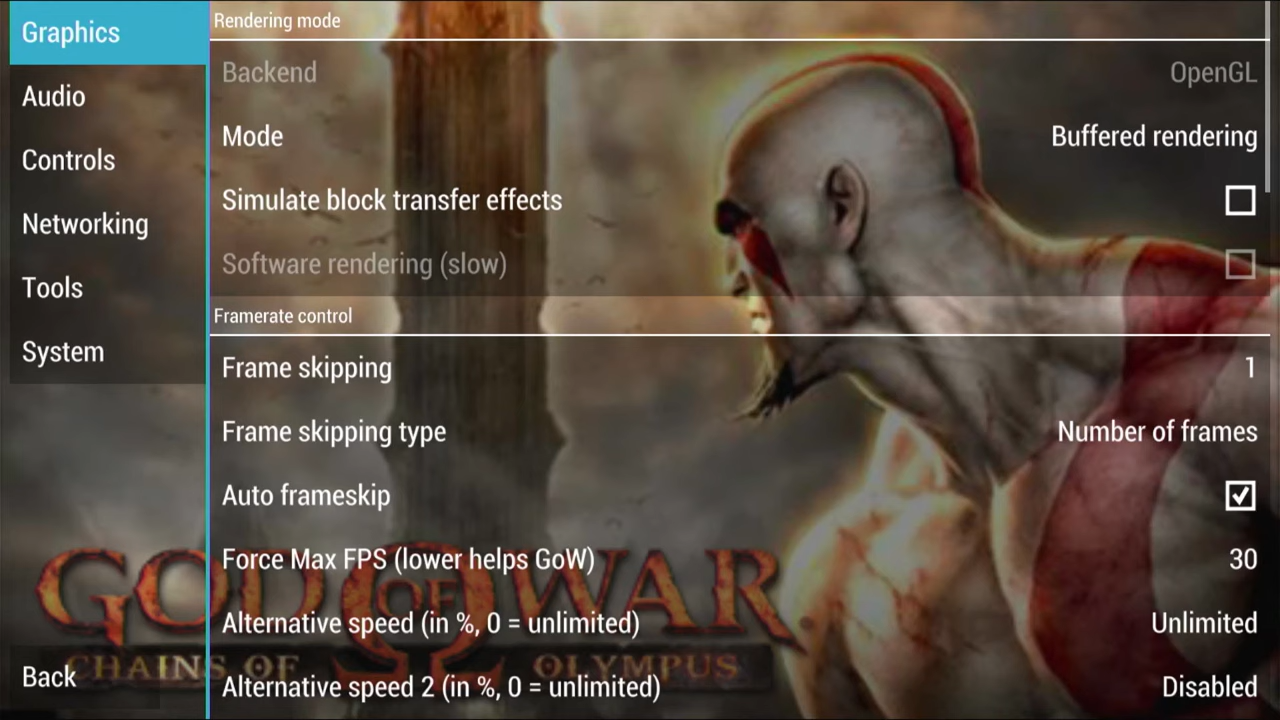 Graphics
Audio
Controls
Networking
Tools
System
Back
Rendering mode
Backend OpenGL
Mode Buffered rendering
Simulate block transfer effects
Software rendering (slow)
Framerate control
Frame skipping 1
Frame skipping type Number of frames
Auto frameskip
Force Max FPS (lower helps GoW) 30
Alternative speed (in %, 0 = unlimited) Unlimited
Alternative speed 2 (in %, 0 = unlimited) Disabled
GOD OF WAR
CHAINS OF OLYMPUS